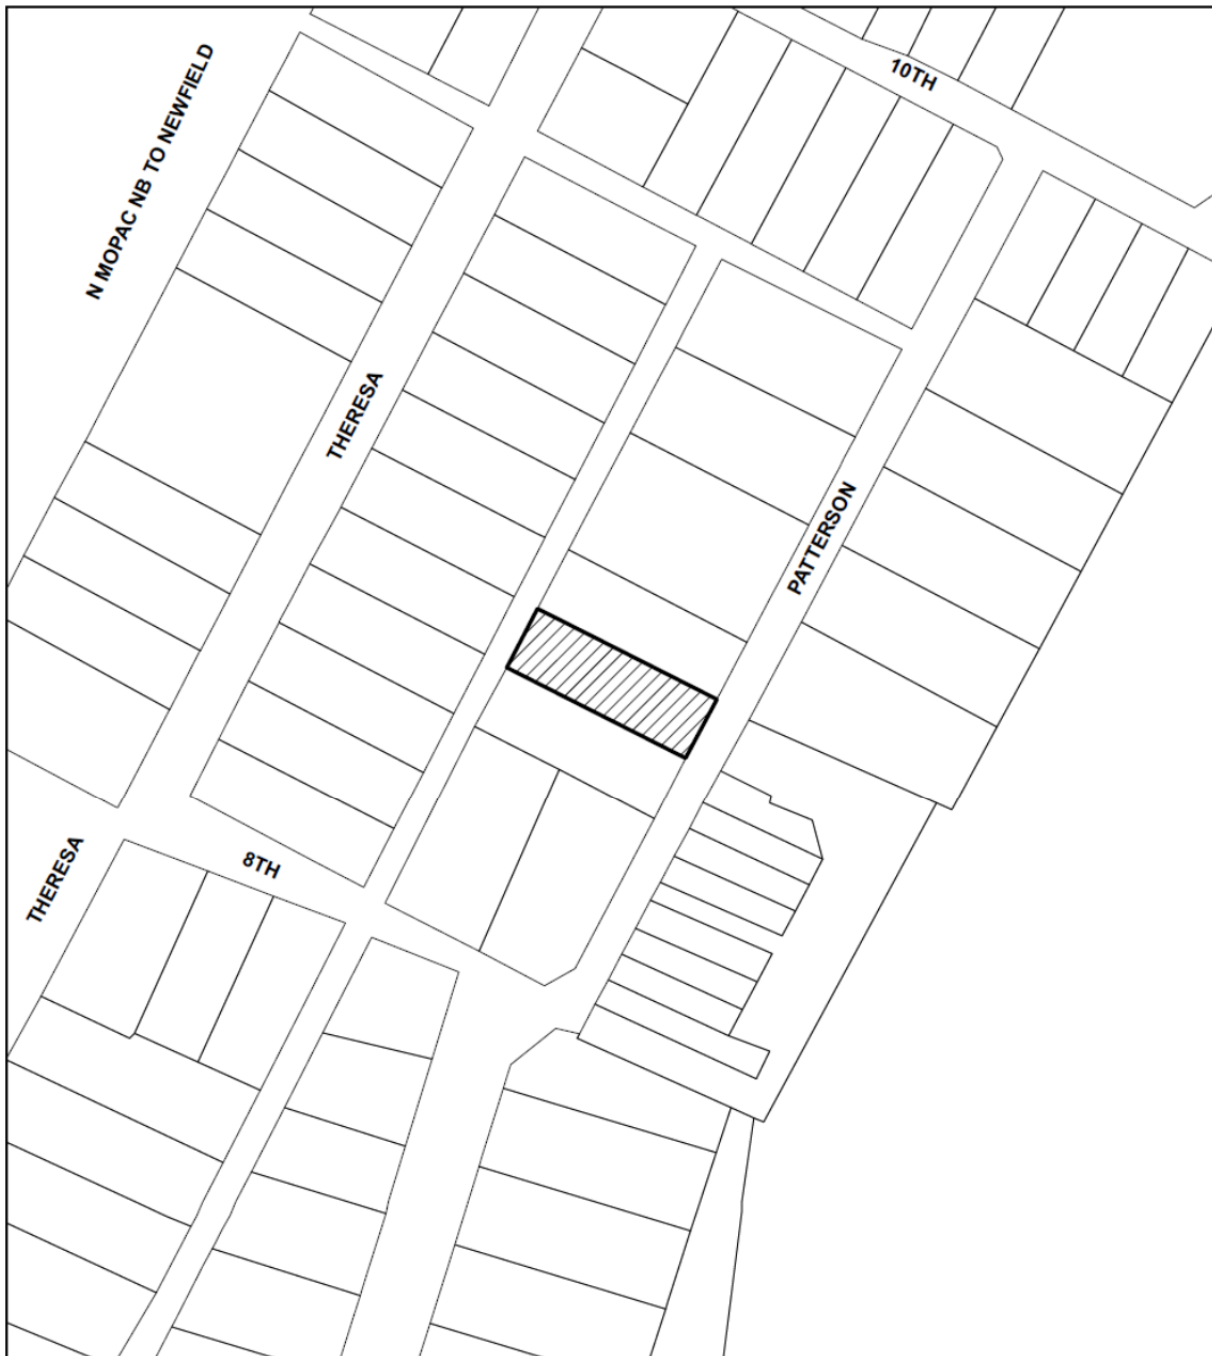 10TH
N MOPAC NB TO NEWFIELD
THERESA
PATTERSON
8TH
THERESA